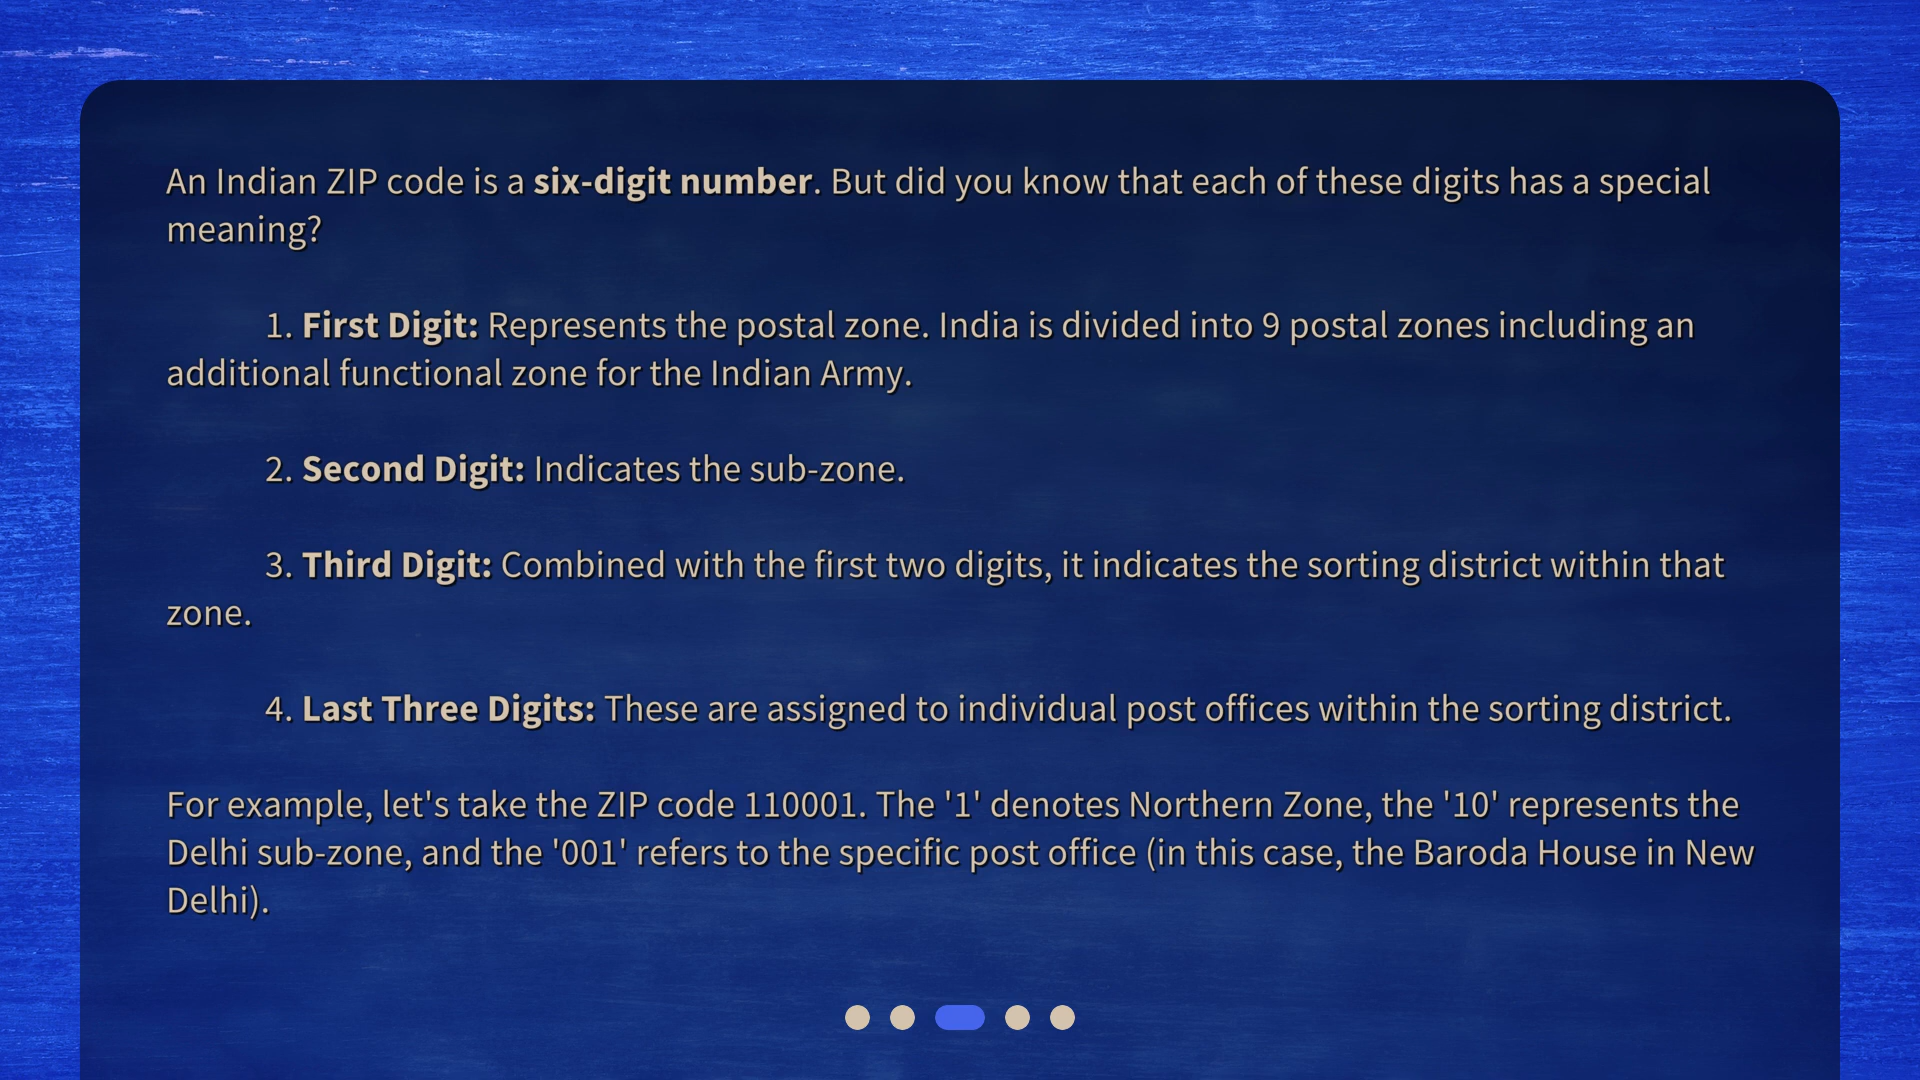 An Indian ZIP code is a six-digit number. But did you know that each of these digits has a special
meaning?
1. First Digit: Represents the postal zone. India is divided into 9 postal zones including an
additional functional zone for the Indian Army.
2. Second Digit: Indicates the sub-zone.
3. Third Digit: Combined with the first two digits, it indicates the sorting district within that
zone.
4. Last Three Digits: These are assigned to individual post offices within the sorting district.
For example, let's take the ZIP code 110001. The '1' denotes Northern Zone, the '10' represents the
Delhi sub-zone, and the '001' refers to the specific post office (in this case, the Baroda House in New
Delhi).